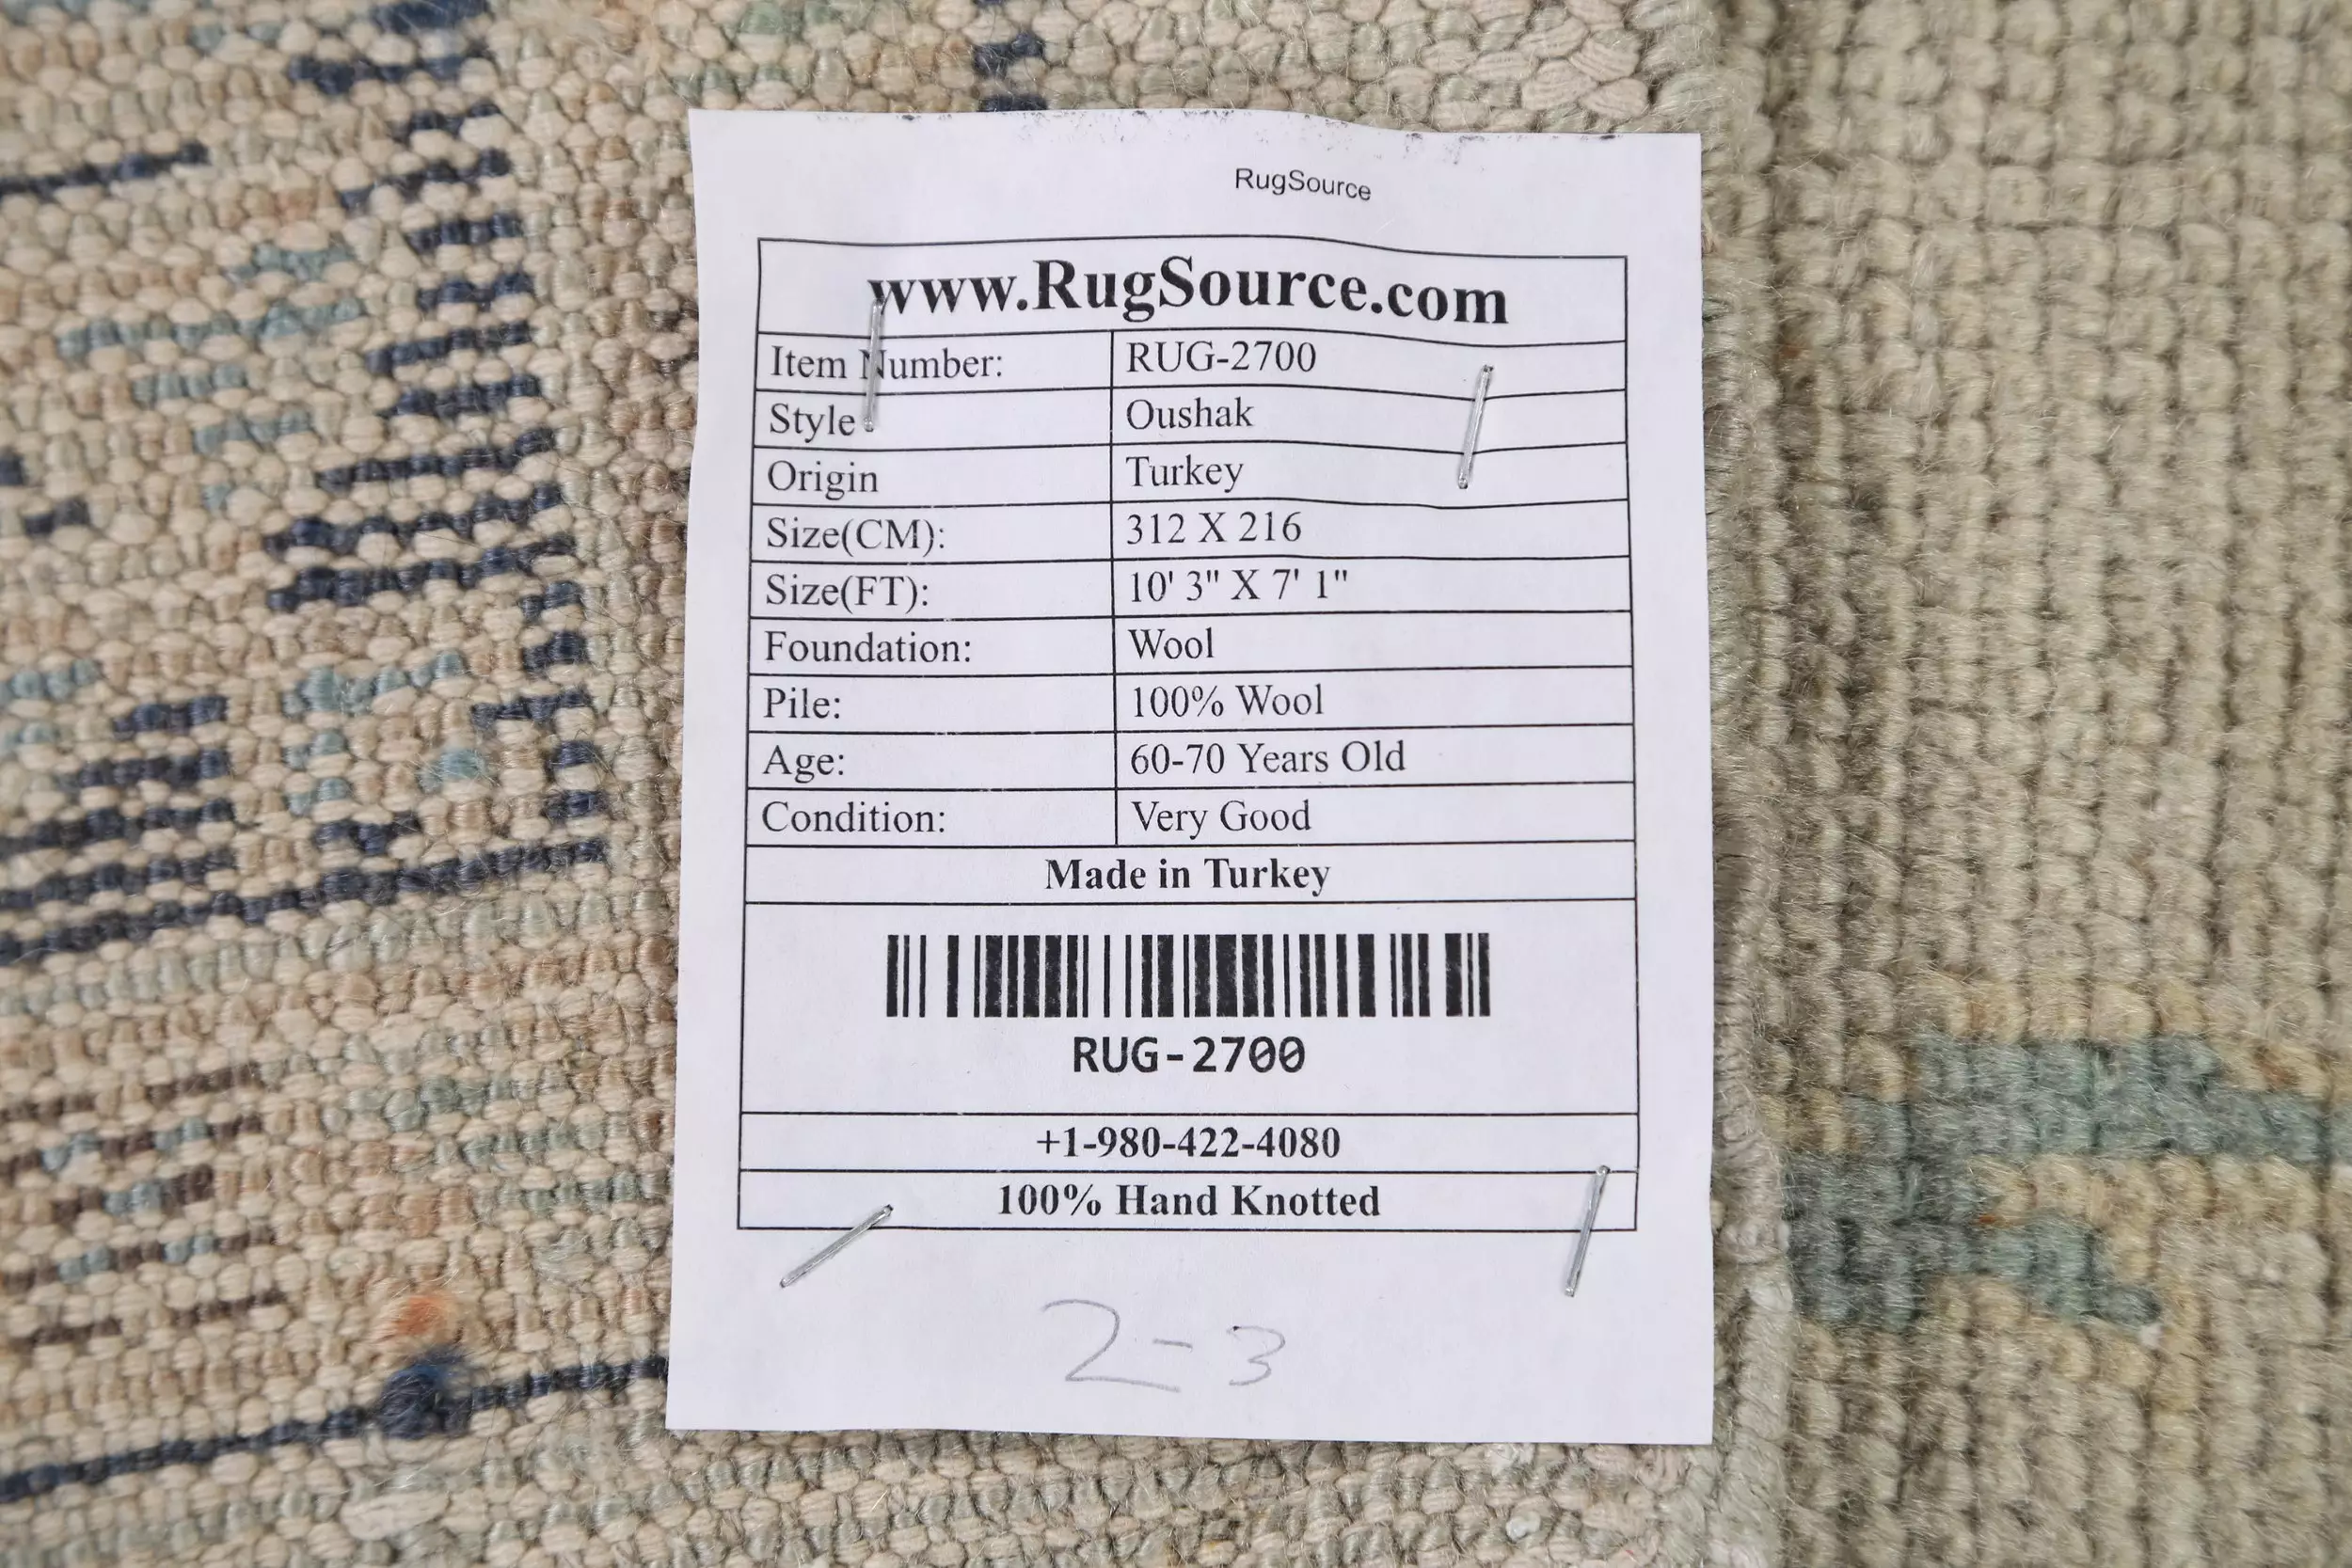 RugSource
www.RugSource.com
Item Number: RUG-2700
Style Oushak
Origin Turkey
Size(CM): 312 X 216
Size(FT): 10' 3" X 7' 1"
Foundation: Wool
Pile: 100% Wool
Age: 60-70 Years Old
Condition: Very Good
Made in Turkey
RUG-2700
+1-980-422-4080
100% Hand Knotted
2-3